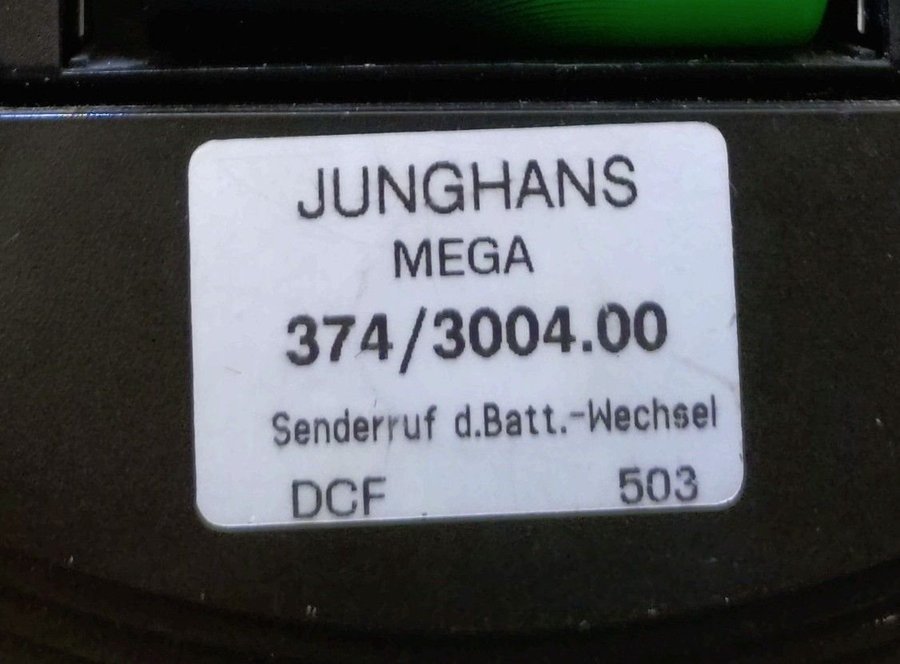 JUNGHANS
MEGA
374/3004.00
Senderruf d.Batt.-Wechsel
DCF 503